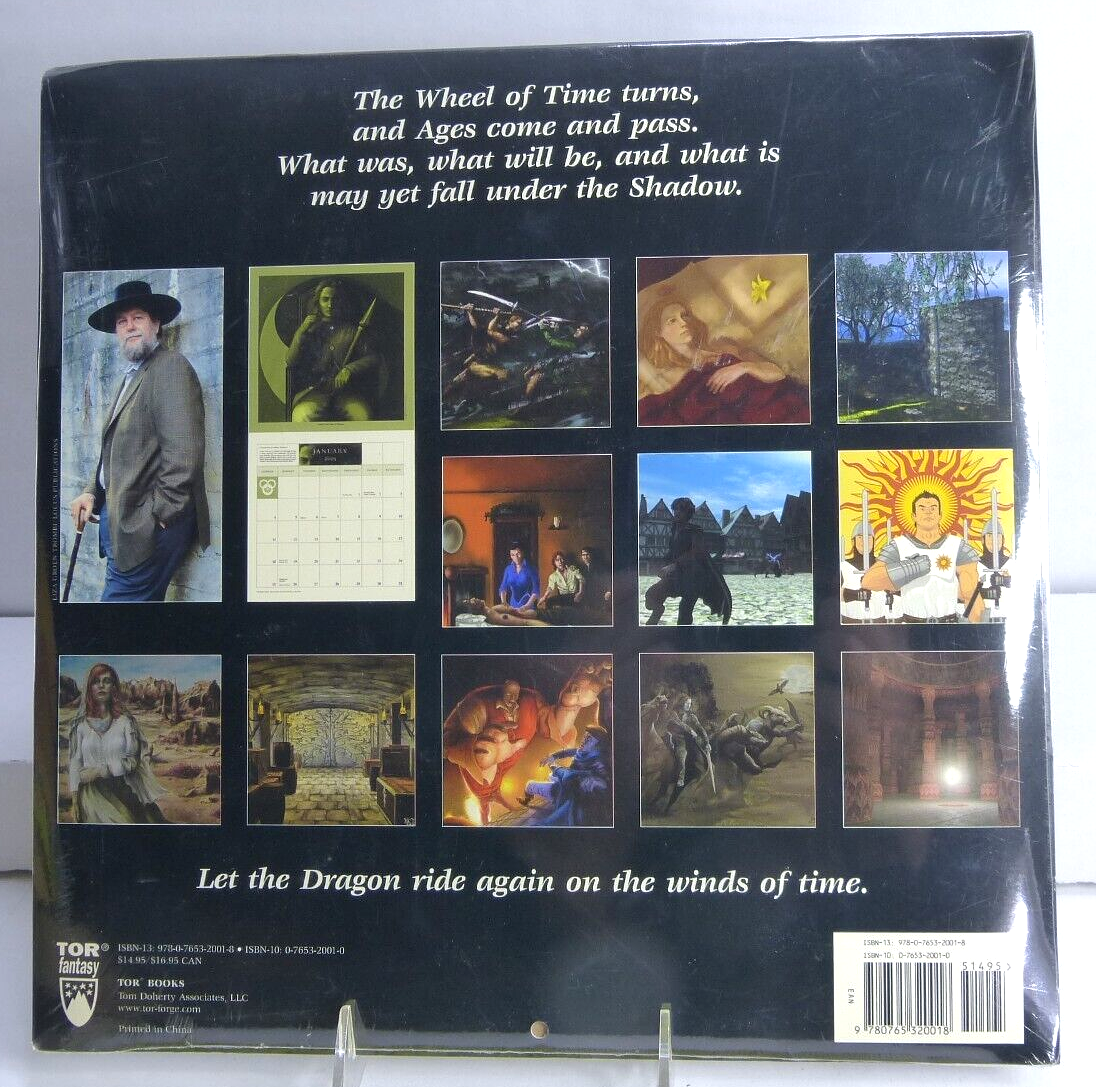 The Wheel of Time turns,
and Ages come and pass.
What was, what will be, and what is
may yet fall under the Shadow.
JANUARY
2009
Let the Dragon ride again on the winds of time.
TOR®
fantasy
ISBN-13: 978-0-7653-2001-8 • ISBN-10: 0-7653-2001-0
$14.95/$16.95 CAN
TOR® BOOKS
Tom Doherty Associates, LLC
www.tor-forge.com
Printed in China
ISBN-13: 978-0-7653-2001-8
ISBN-10: 0-7653-2001-0
51495>
EAN
9 780765 320018